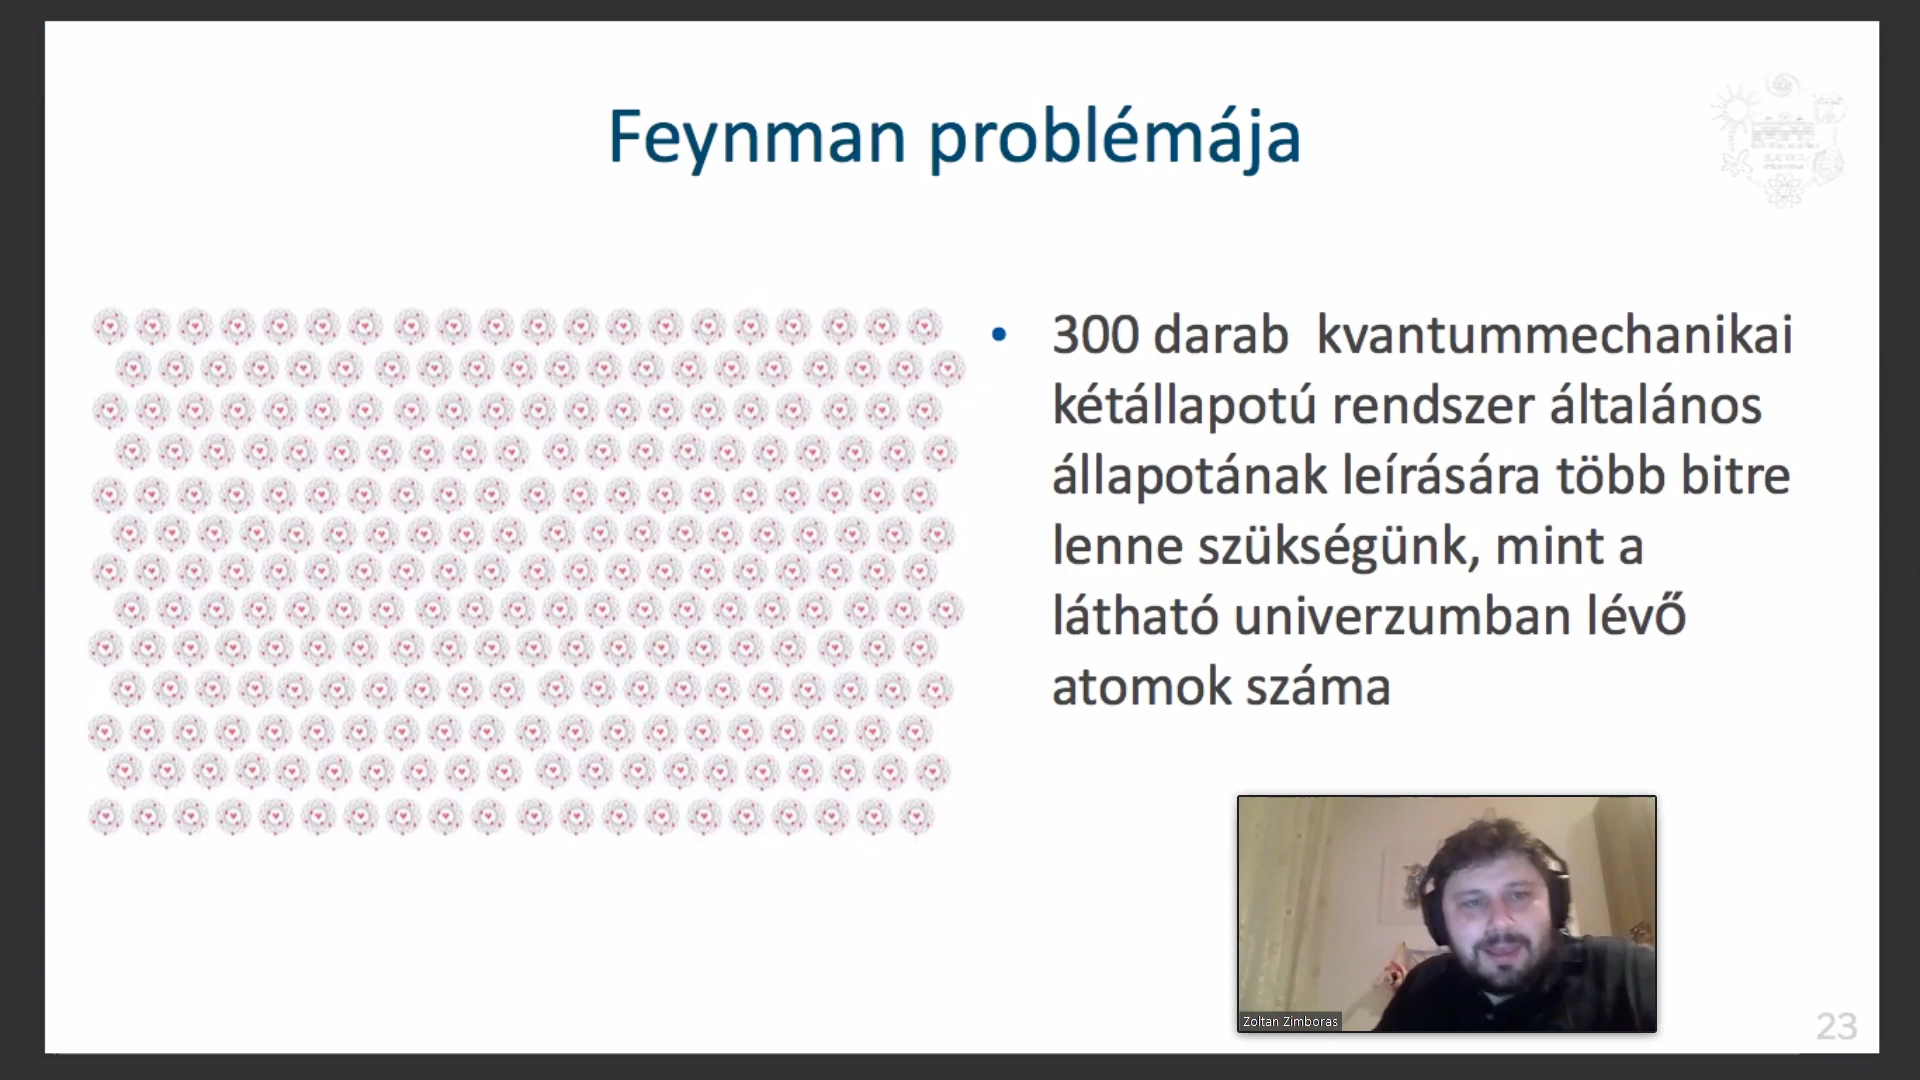 Feynman problémája
• 300 darab kvantummechanikai
kétállapotú rendszer általános
állapotának leírására több bitre
lenne szükségünk, mint a
látható univerzumban lévő
atomok száma
Zoltan Zimboras
23